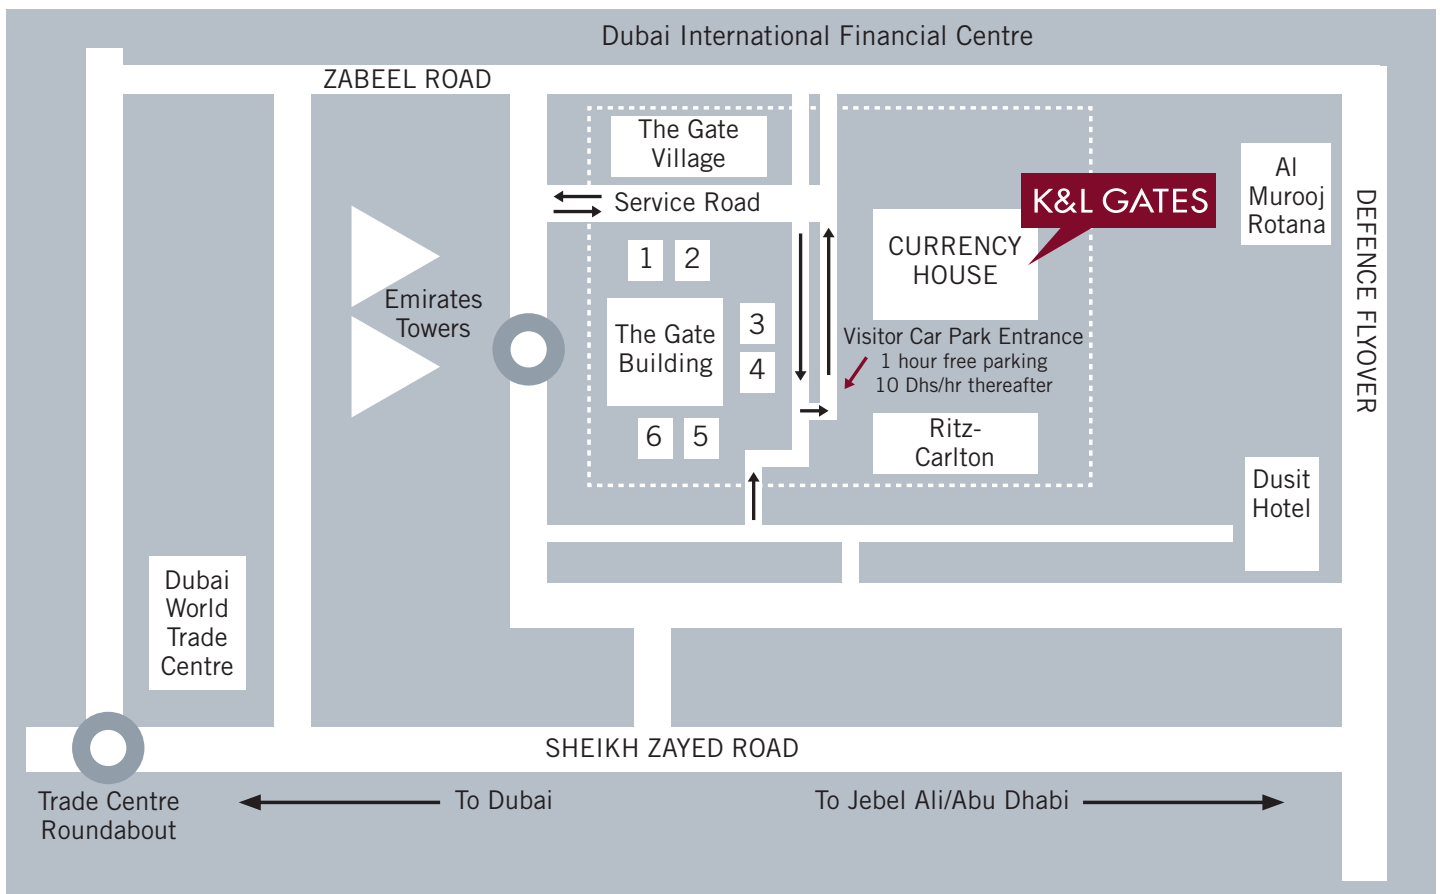 Dubai International Financial Centre
ZABEEL ROAD
The Gate
Village
Service Road
K&L GATES
CURRENCY
HOUSE
Al
Murooj
Rotana
DEFENCE FLYOVER
1
2
Emirates
Towers
The Gate
Building
3
4
Visitor Car Park Entrance
1 hour free parking
10 Dhs/hr thereafter
6
5
Ritz-
Carlton
Dusit
Hotel
Dubai
World
Trade
Centre
SHEIKH ZAYED ROAD
Trade Centre
Roundabout
To Dubai
To Jebel Ali/Abu Dhabi